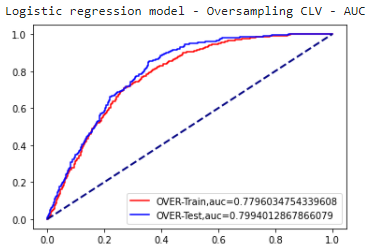 Logistic regression model - Oversampling CLV - AUC
1.0
0.8
0.6
0.4
0.2
0.0
OVER-Train,auc=0.7796034754339608
OVER-Test,auc=0.7994012867866079
0.0 0.2 0.4 0.6 0.8 1.0